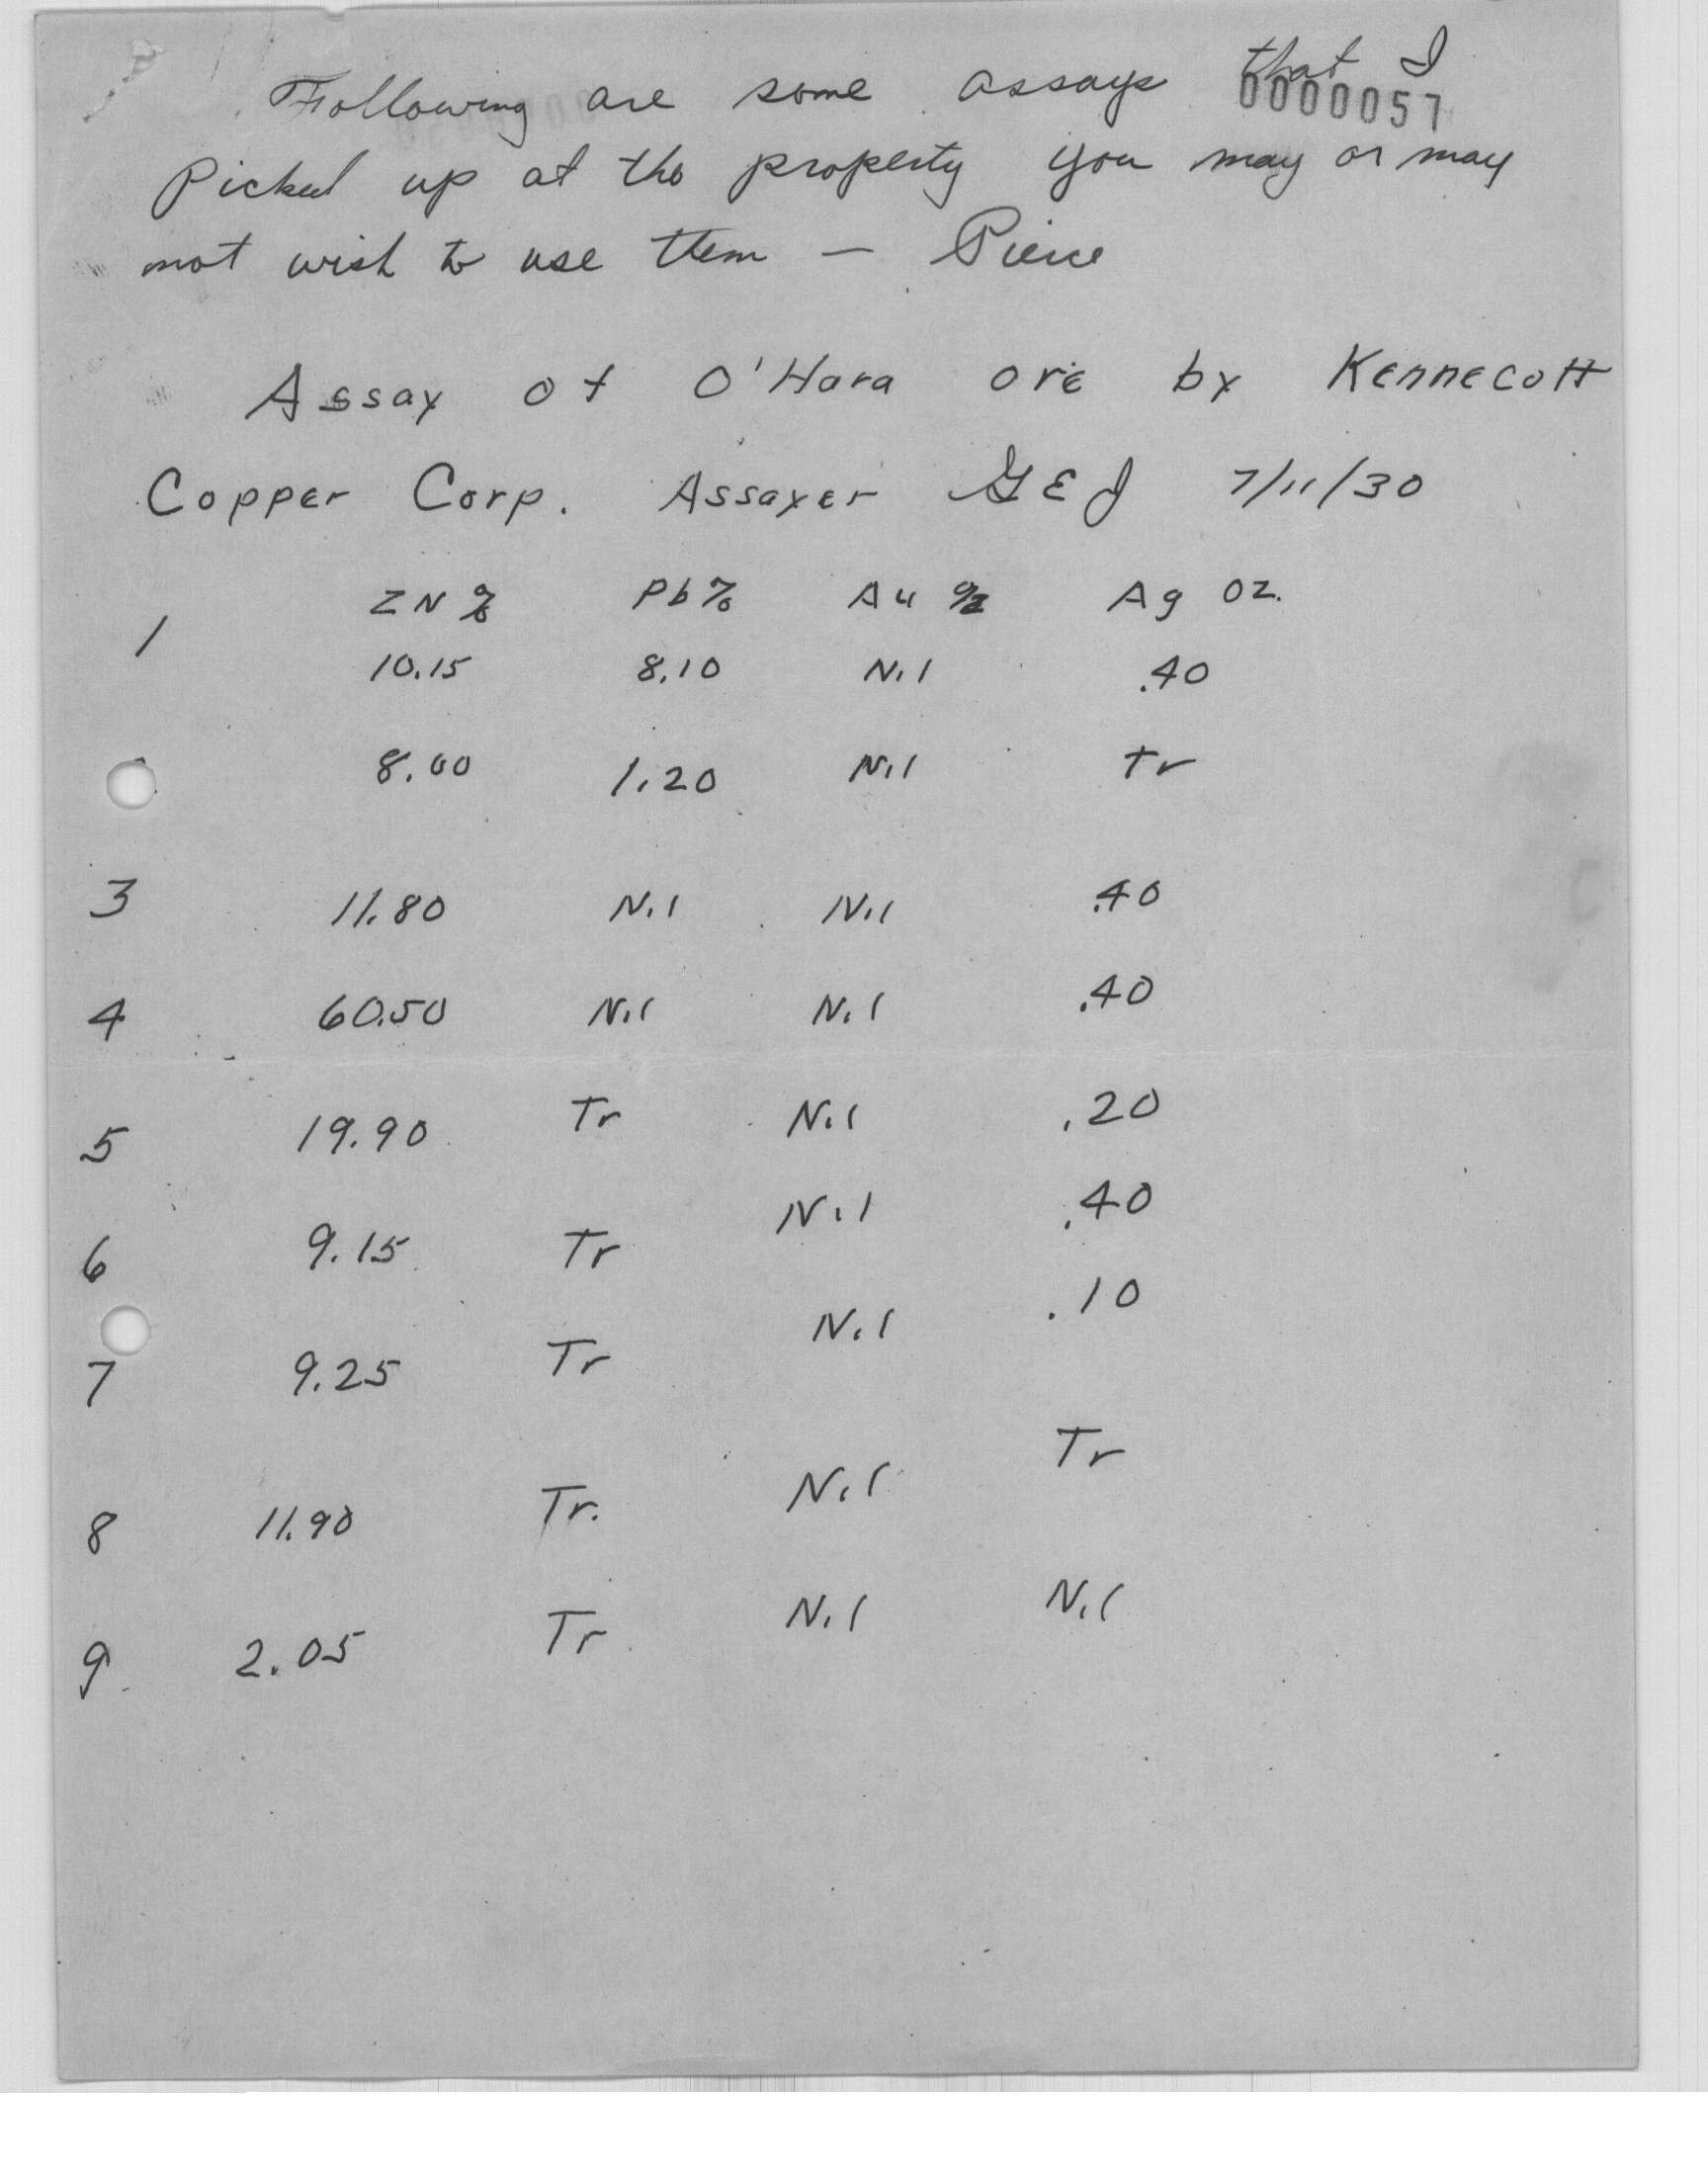 Following are some assays that I
0000057
Picked up at the property you may or may
not wish to use them — Pierce
Assay of O'Hara ore by Kennecott
Copper Corp. Assayer GEJ 7/11/30
ZN % Pb% Au Ag Oz.
1
10.15 8.10 Nil .40
8.00 1.20 Nil Tr
3 11.80 Nil Nil .40
4 60.50 Nil Nil .40
5 19.90 Tr Nil .20
6 9.15 Tr Nil .40
7 9.25 Tr Nil .10
8 11.90 Tr. Nil Tr
9 2.05 Tr Nil Nil